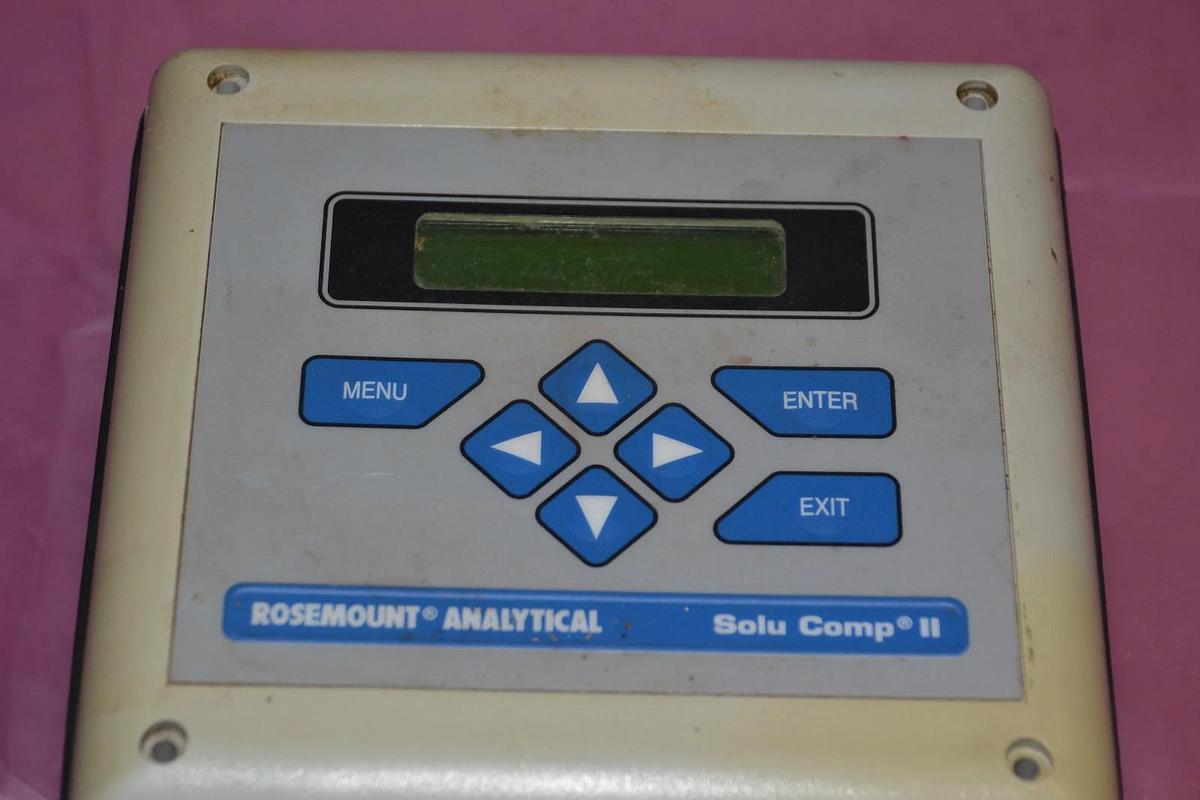 MENU
ENTER
EXIT
ROSEMOUNT® ANALYTICAL Solu Comp® II